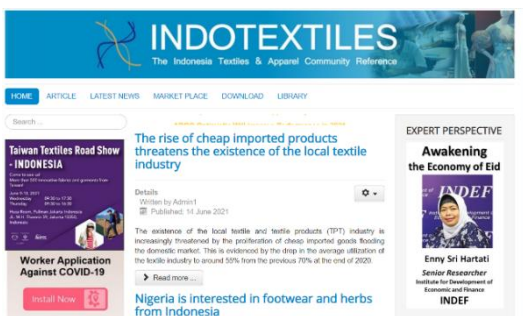 INDOTEXTILES
The Indonesia Textiles & Apparel Community Reference
HOME ARTICLE LATEST NEWS MARKET PLACE DOWNLOAD LIBRARY
Search ...
Taiwan Textiles Road Show
- INDONESIA
Worker Application
Against COVID-19
Install Now
The rise of cheap imported products
threatens the existence of the local textile
industry
Details
Written by Admin1
Published: 14 June 2021
The existence of the local textile and textile products (TPT) industry is
increasingly threatened by the proliferation of cheap imported goods flooding
the domestic market. This is evidenced by the drop in the average utilization of
the textile industry to around 55% from the previous 70% at the end of 2020.
Read more ...
Nigeria is interested in footwear and herbs
from Indonesia
EXPERT PERSPECTIVE
Awakening
the Economy of Eid
INDEF
Enny Sri Hartati
Senior Researcher
Institute for Development of
Economic and Finance
INDEF